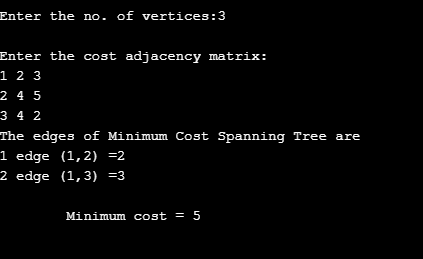 Enter the no. of vertices:3
Enter the cost adjacency matrix:
1 2 3
2 4 5
3 4 2
The edges of Minimum Cost Spanning Tree are
1 edge (1,2) =2
2 edge (1,3) =3
Minimum cost = 5